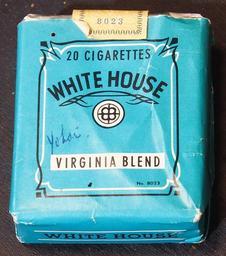 8023
20 CIGARETTES
WHITE HOUSE
VIRGINIA BLEND
No. 8023
WHITE HOUSE